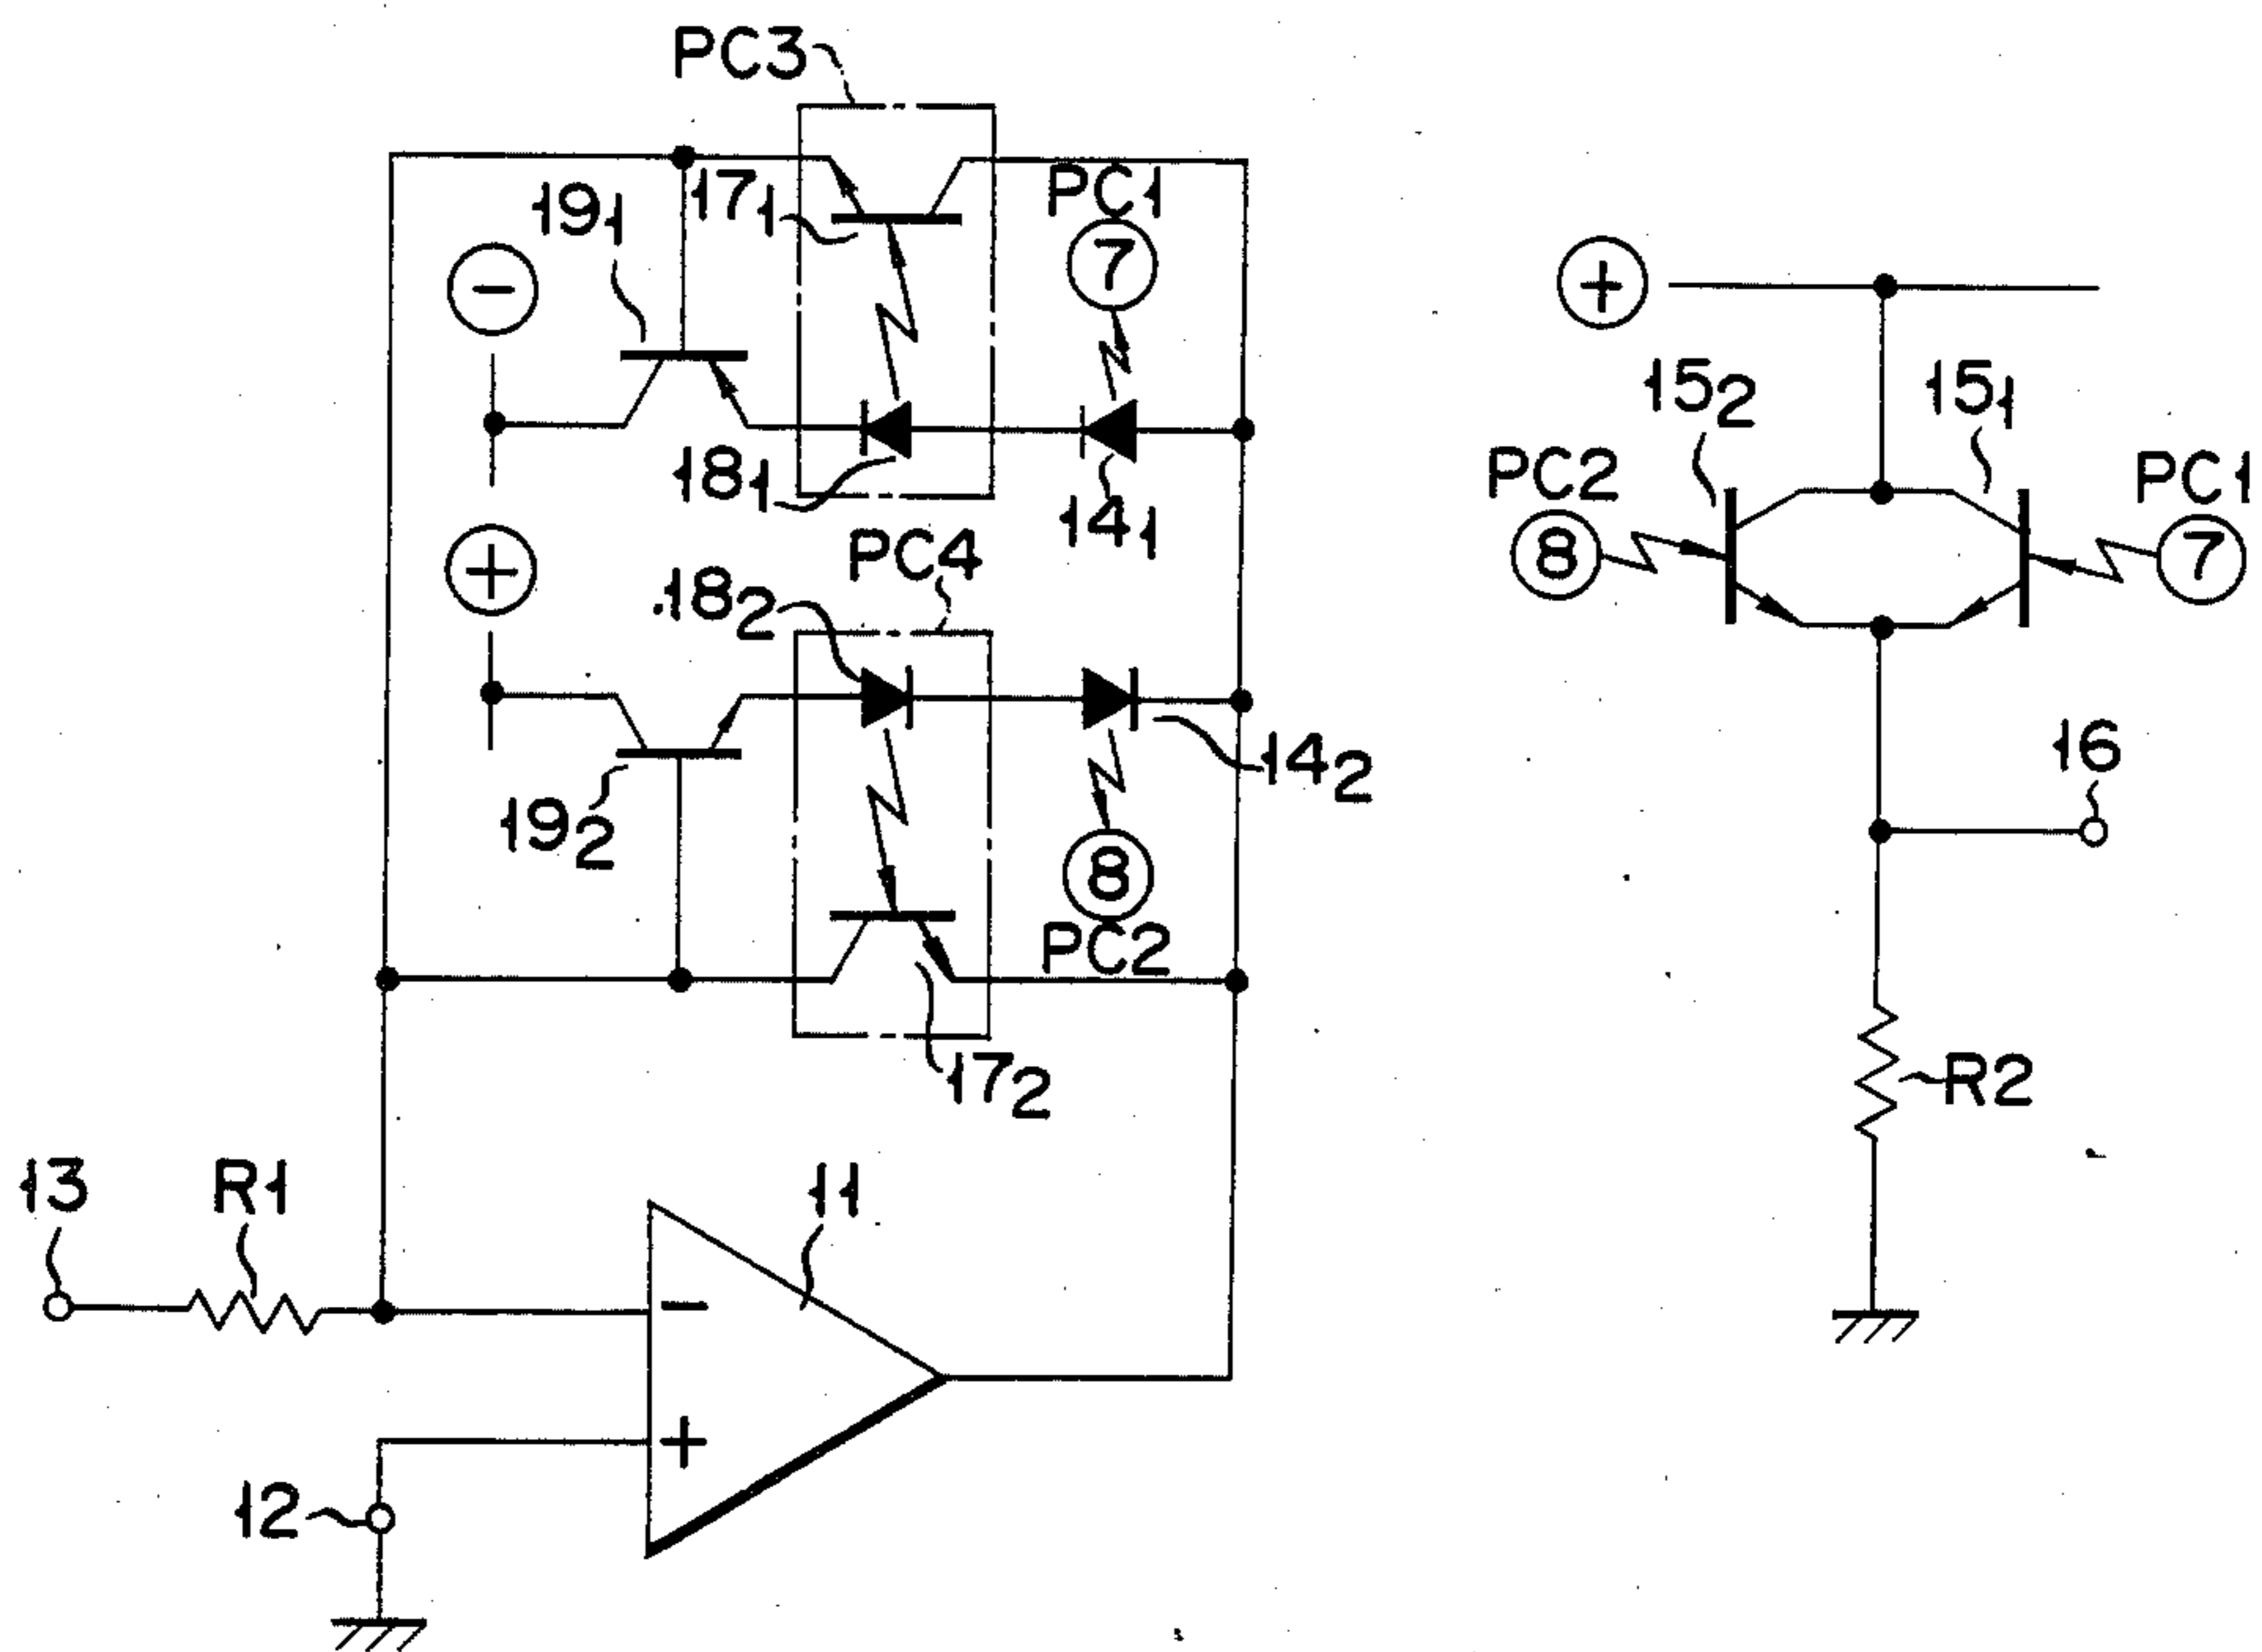 PC3
17₁
PC1
19₁
7
−
+
15₂
15₁
18₁
PC2
PC1
14₁
8
7
PC4
+
18₂
16
14₂
19₂
8
PC2
17₂
R2
13
R1
11
−
+
12